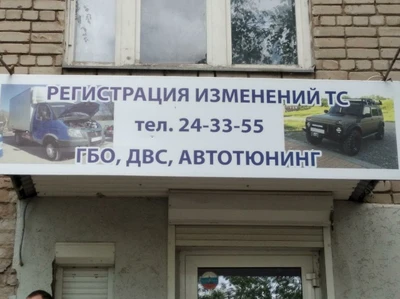 РЕГИСТРАЦИЯ ИЗМЕНЕНИЙ ТС
тел. 24-33-55
ГБО, ДВС, АВТОТЮНИНГ